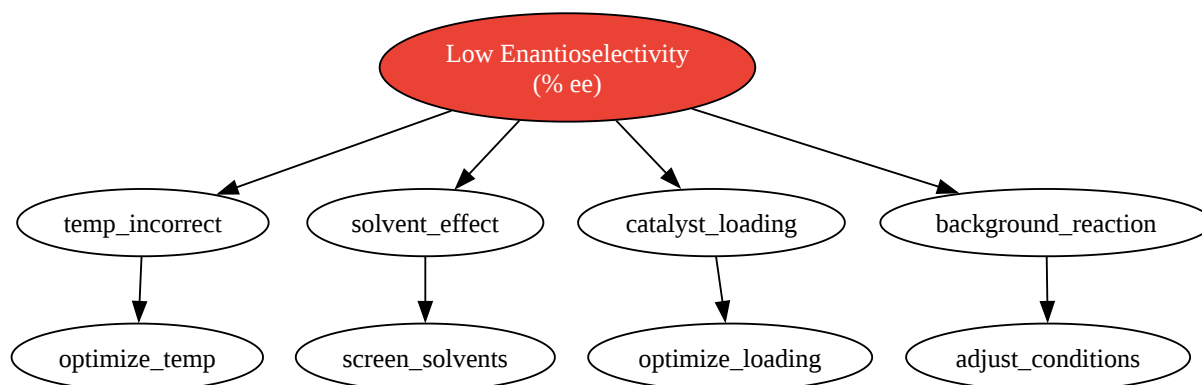 Low Enantioselectivity
(% ee)
temp_incorrect
solvent_effect
catalyst_loading
background_reaction
optimize_temp
screen_solvents
optimize_loading
adjust_conditions